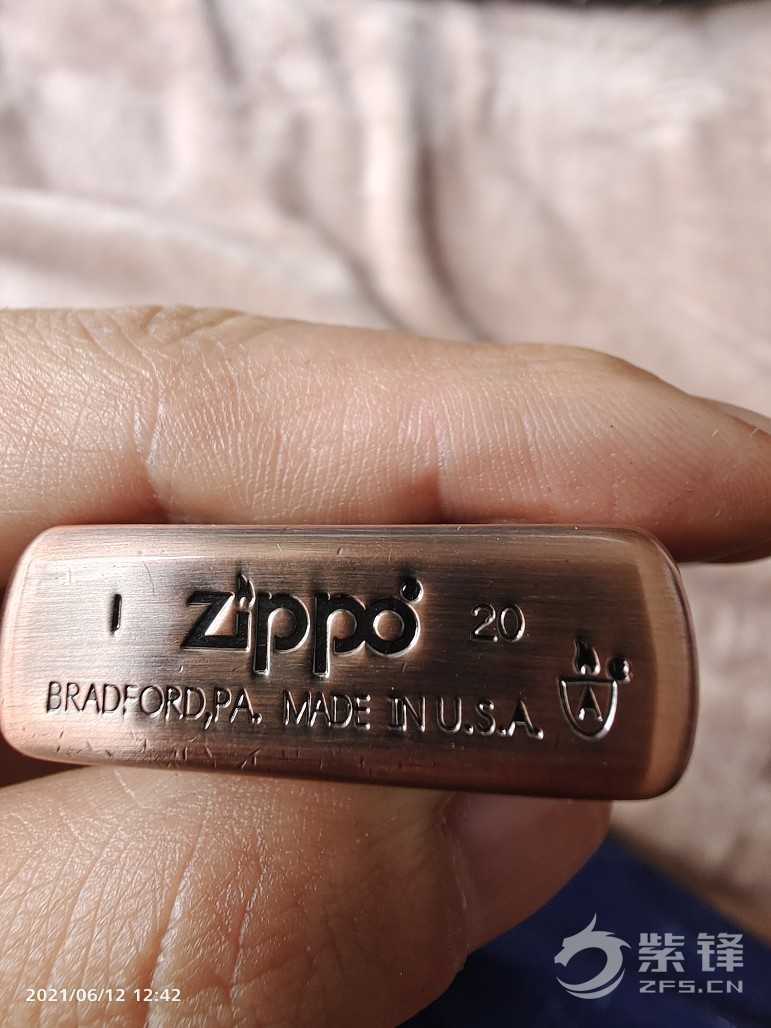 I zippo 20
BRADFORD,PA. MADE IN U.S.A. A
2021/06/12 12:42
紫锋
ZFS.CN